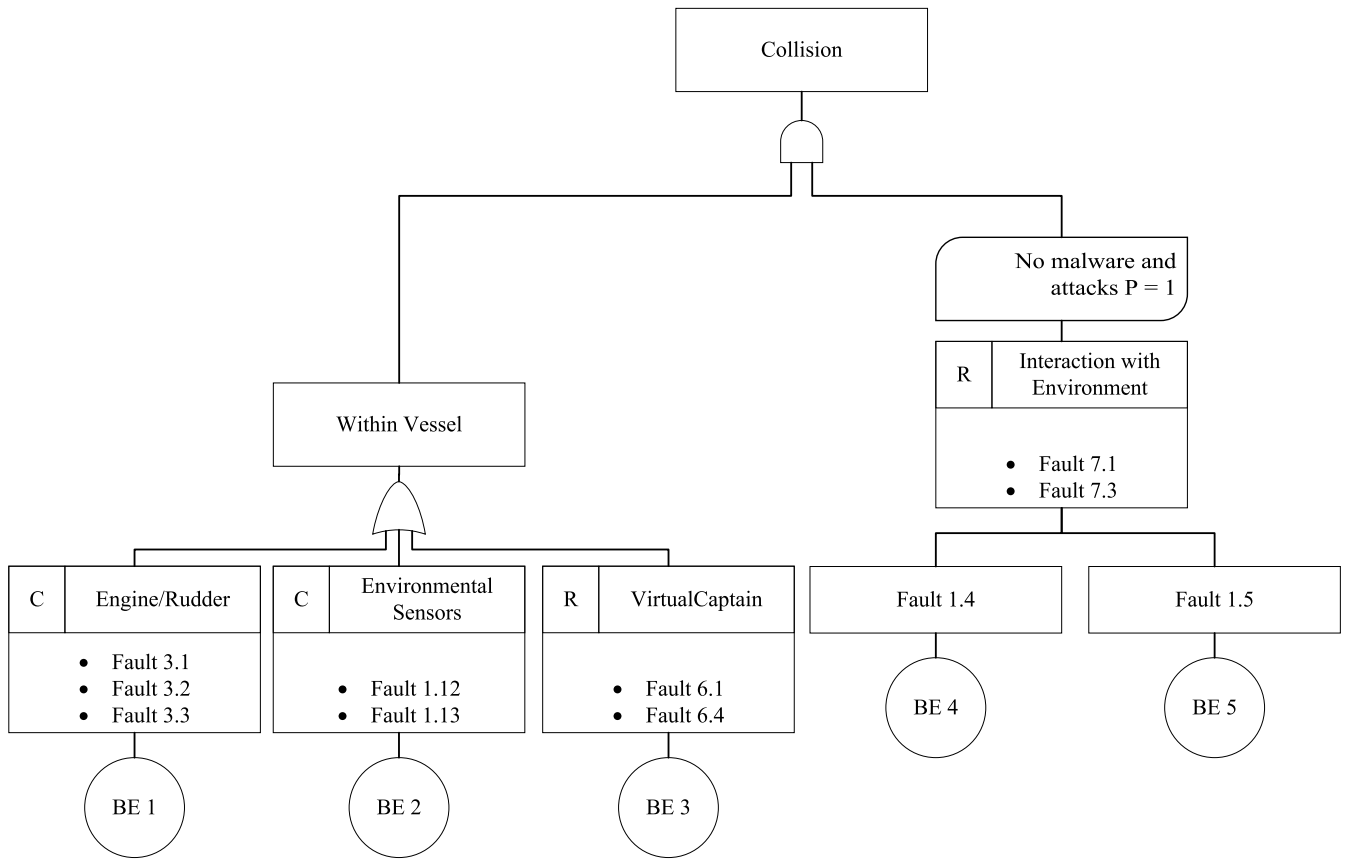 Collision
No malware and
attacks P = 1
R
Interaction with
Environment
• Fault 7.1
• Fault 7.3
Within Vessel
C
Engine/Rudder
• Fault 3.1
• Fault 3.2
• Fault 3.3
C
Environmental
Sensors
• Fault 1.12
• Fault 1.13
R
VirtualCaptain
• Fault 6.1
• Fault 6.4
Fault 1.4
Fault 1.5
BE 1
BE 2
BE 3
BE 4
BE 5